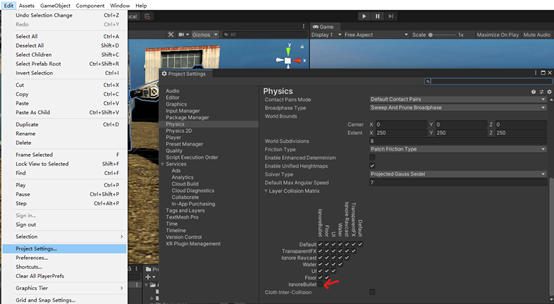 Edit Assets GameObject Component Window Help
Undo Selection Change Ctrl+Z
Redo Ctrl+Y
Select All Ctrl+A
Deselect All Shift+D
Select Children Shift+C
Select Prefab Root Ctrl+Shift+R
Invert Selection Ctrl+I
Cut Ctrl+X
Copy Ctrl+C
Paste Ctrl+V
Paste As Child Ctrl+Shift+V
Duplicate Ctrl+D
Rename
Delete
Frame Selected F
Lock View to Selected Shift+F
Find Ctrl+F
Play Ctrl+P
Pause Ctrl+Shift+P
Step Ctrl+Alt+P
Sign in...
Sign out
Selection
Project Settings...
Preferences...
Shortcuts...
Clear All PlayerPrefs
Graphics Tier
Grid and Snap Settings...
Local
Gizmos All
Game
Display 1 Free Aspect Scale 1x Maximize On Play Mute Audio
Project Settings
Audio
Editor
Graphics
Input Manager
Package Manager
Physics
Physics 2D
Player
Preset Manager
Quality
Script Execution Order
Services
Ads
Analytics
Cloud Build
Cloud Diagnostics
Collaborate
In-App Purchasing
Tags and Layers
TextMesh Pro
Time
Timeline
Version Control
XR Plugin Management
Physics
Contact Pairs Mode Default Contact Pairs
Broadphase Type Sweep And Prune Broadphase
World Bounds
Center X 0 Y 0 Z 0
Extent X 250 Y 250 Z 250
World Subdivisions 8
Friction Type Patch Friction Type
Enable Enhanced Determinism
Enable Unified Heightmaps
Solver Type Projected Gauss Seidel
Default Max Angular Speed 7
Layer Collision Matrix
IgnoreBullet
Floor
UI
Water
Ignore Raycast
TransparentFX
Default
Default
TransparentFX
Ignore Raycast
Water
UI
Floor
IgnoreBullet
Cloth Inter-Collision